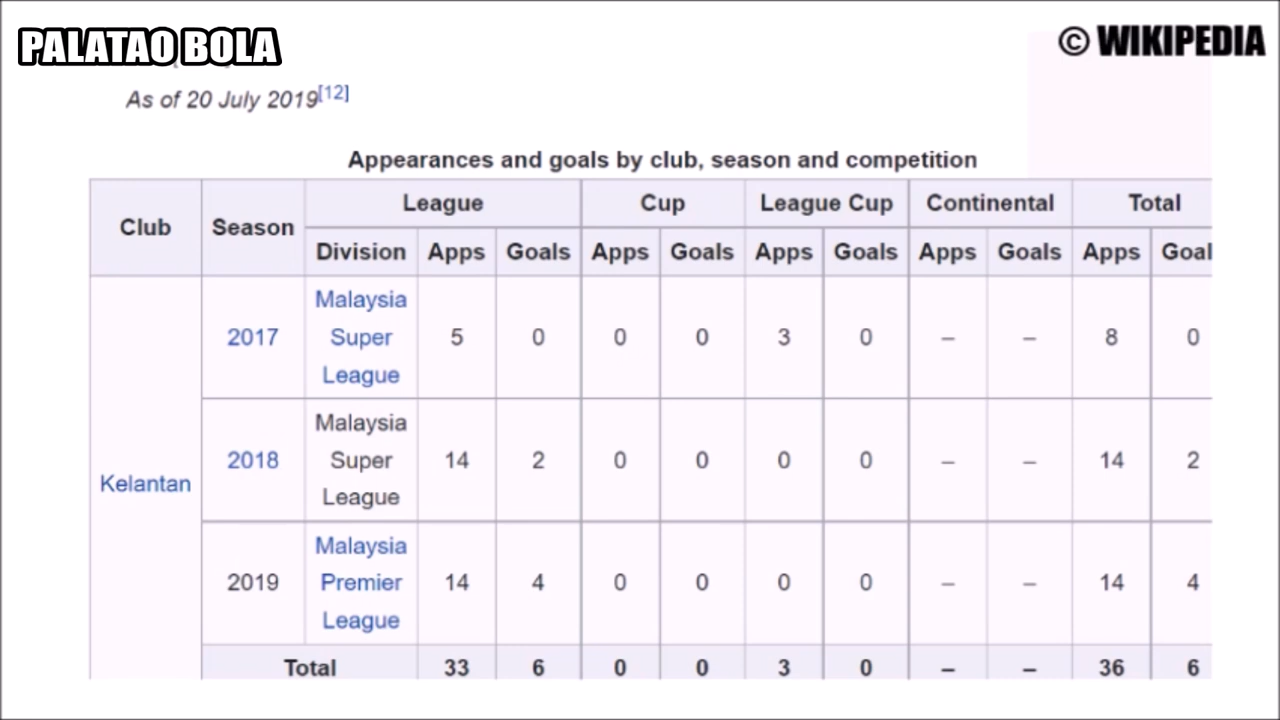 PALATAO BOLA
© WIKIPEDIA
As of 20 July 2019[12]
Appearances and goals by club, season and competition
Club Season League Cup League Cup Continental Total
Division Apps Goals Apps Goals Apps Goals Apps Goals Apps Goal
Kelantan
2017 Malaysia Super League 5 0 0 0 3 0 – – 8 0
2018 Malaysia Super League 14 2 0 0 0 0 – – 14 2
2019 Malaysia Premier League 14 4 0 0 0 0 – – 14 4
Total 33 6 0 0 3 0 – – 36 6